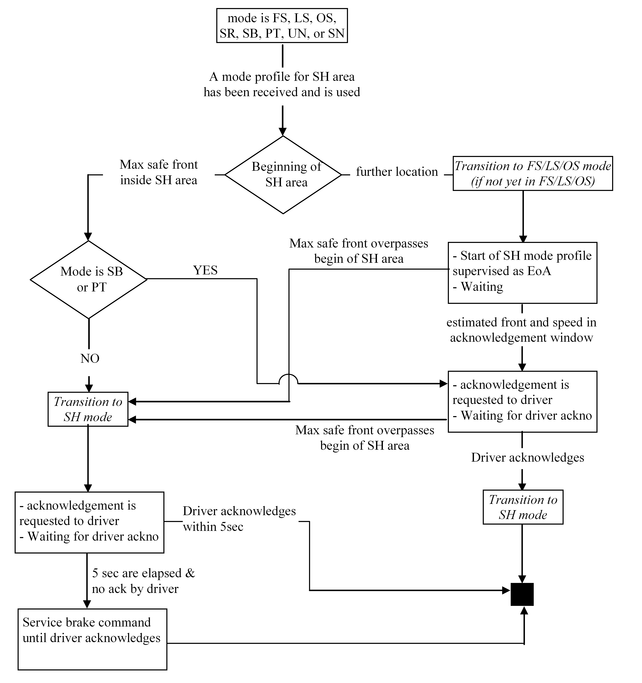 mode is FS, LS, OS,
SR, SB, PT, UN, or SN
A mode profile for SH area
has been received and is used
Beginning of
SH area
Max safe front
inside SH area
further location
Transition to FS/LS/OS mode
(if not yet in FS/LS/OS)
Mode is SB
or PT
YES
NO
Max safe front overpasses
begin of SH area
- Start of SH mode profile
supervised as EoA
- Waiting
estimated front and speed in
acknowledgement window
- acknowledgement is
requested to driver
- Waiting for driver ackno
Transition to
SH mode
Max safe front overpasses
begin of SH area
Driver acknowledges
Transition to
SH mode
- acknowledgement is
requested to driver
- Waiting for driver ackno
Driver acknowledges
within 5sec
5 sec are elapsed &
no ack by driver
Service brake command
until driver acknowledges